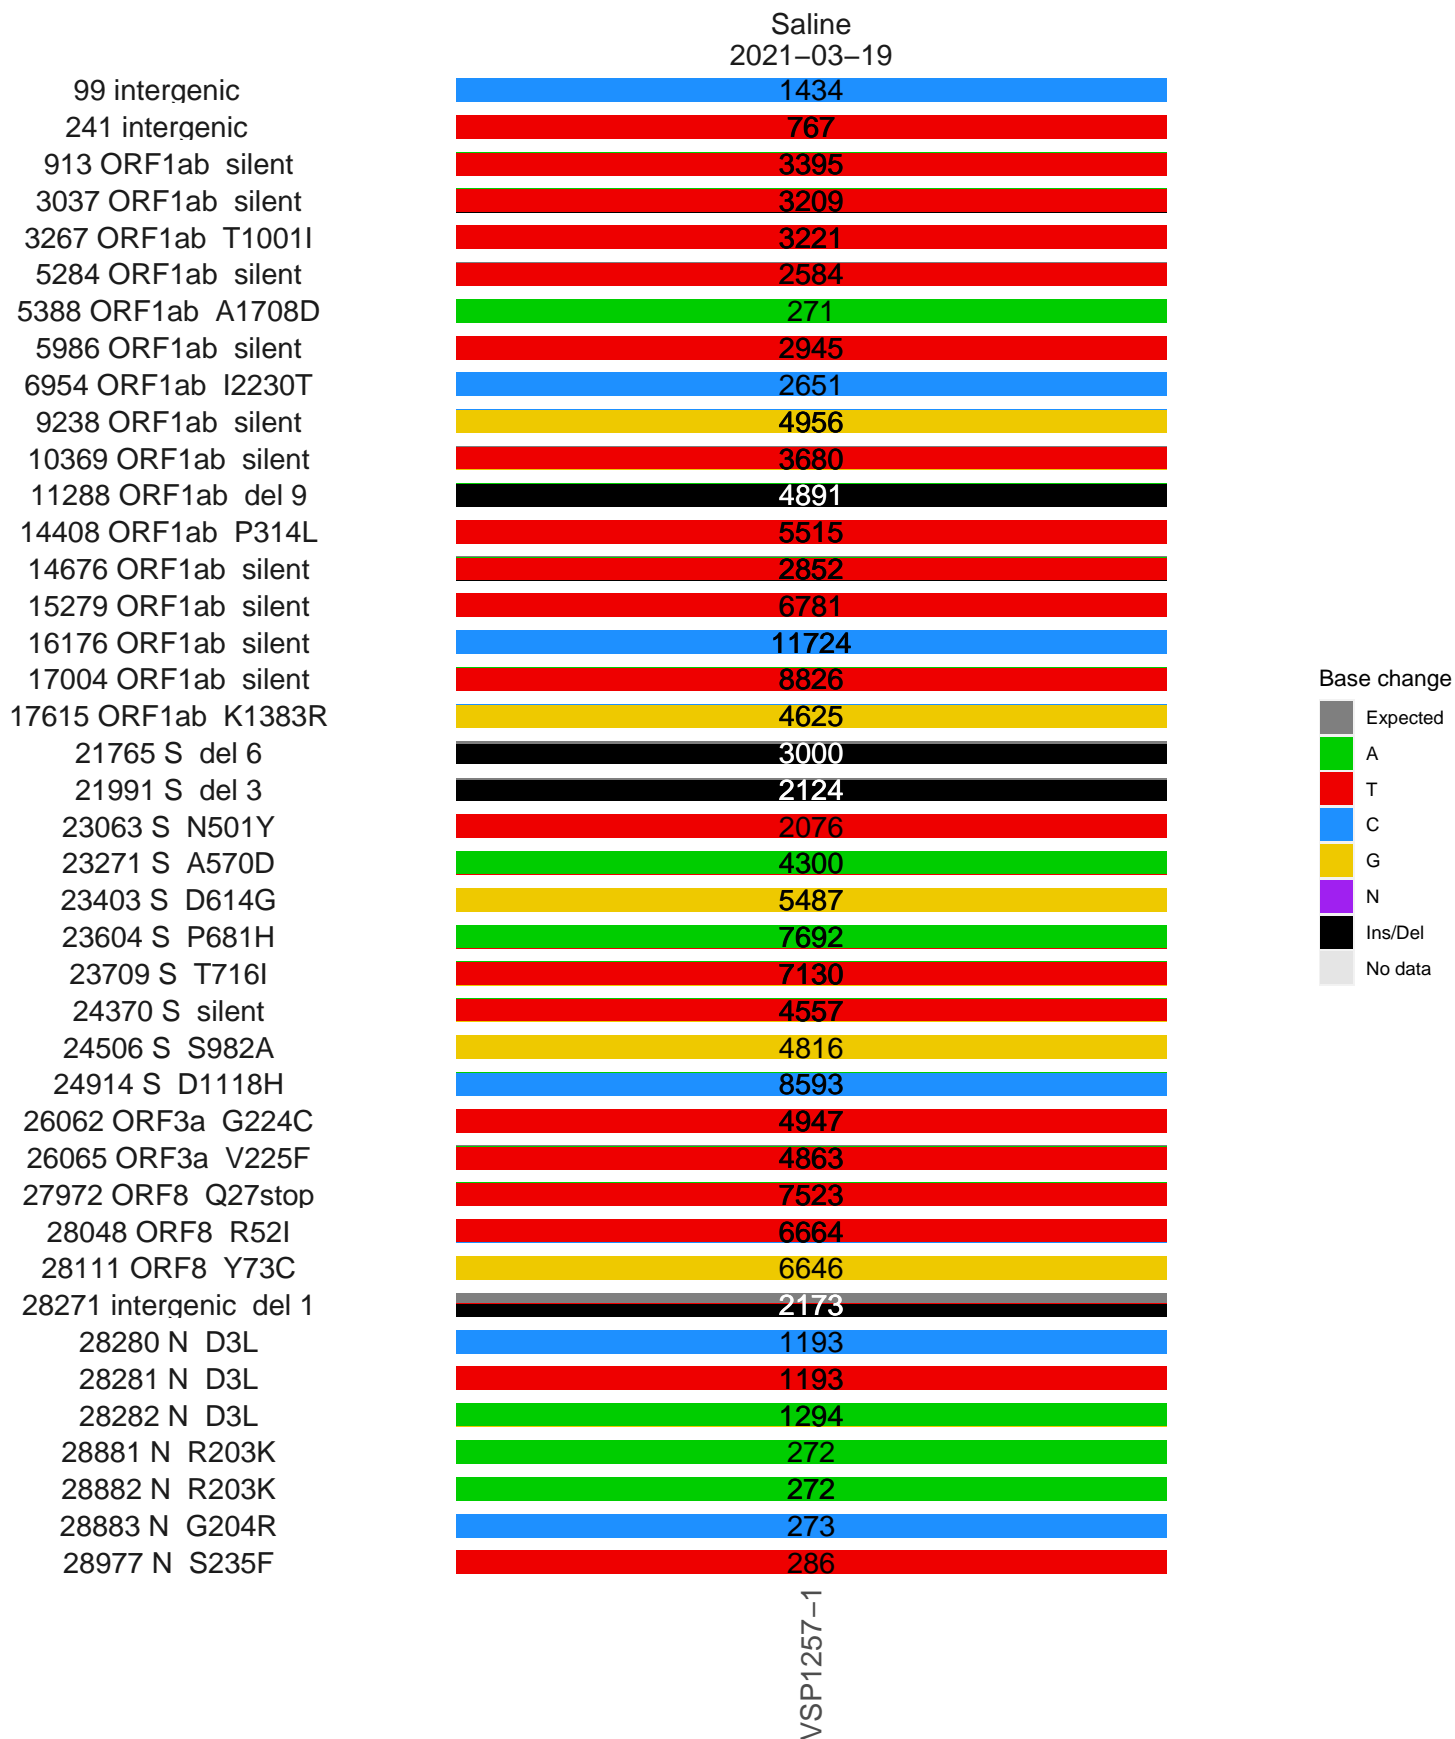 Saline
2021−03−19
99 intergenic 1434
241 intergenic 767
913 ORF1ab silent 3395
3037 ORF1ab silent 3209
3267 ORF1ab T1001I 3221
5284 ORF1ab silent 2584
5388 ORF1ab A1708D 271
5986 ORF1ab silent 2945
6954 ORF1ab I2230T 2651
9238 ORF1ab silent 4956
10369 ORF1ab silent 3680
11288 ORF1ab del 9 4891
14408 ORF1ab P314L 5515
14676 ORF1ab silent 2852
15279 ORF1ab silent 6781
16176 ORF1ab silent 11724
17004 ORF1ab silent 8826
17615 ORF1ab K1383R 4625
21765 S del 6 3000
21991 S del 3 2124
23063 S N501Y 2076
23271 S A570D 4300
23403 S D614G 5487
23604 S P681H 7692
23709 S T716I 7130
24370 S silent 4557
24506 S S982A 4816
24914 S D1118H 8593
26062 ORF3a G224C 4947
26065 ORF3a V225F 4863
27972 ORF8 Q27stop 7523
28048 ORF8 R52I 6664
28111 ORF8 Y73C 6646
28271 intergenic del 1 2173
28280 N D3L 1193
28281 N D3L 1193
28282 N D3L 1294
28881 N R203K 272
28882 N R203K 272
28883 N G204R 273
28977 N S235F 286
VSP1257−1
Base change
Expected
A
T
C
G
N
Ins/Del
No data